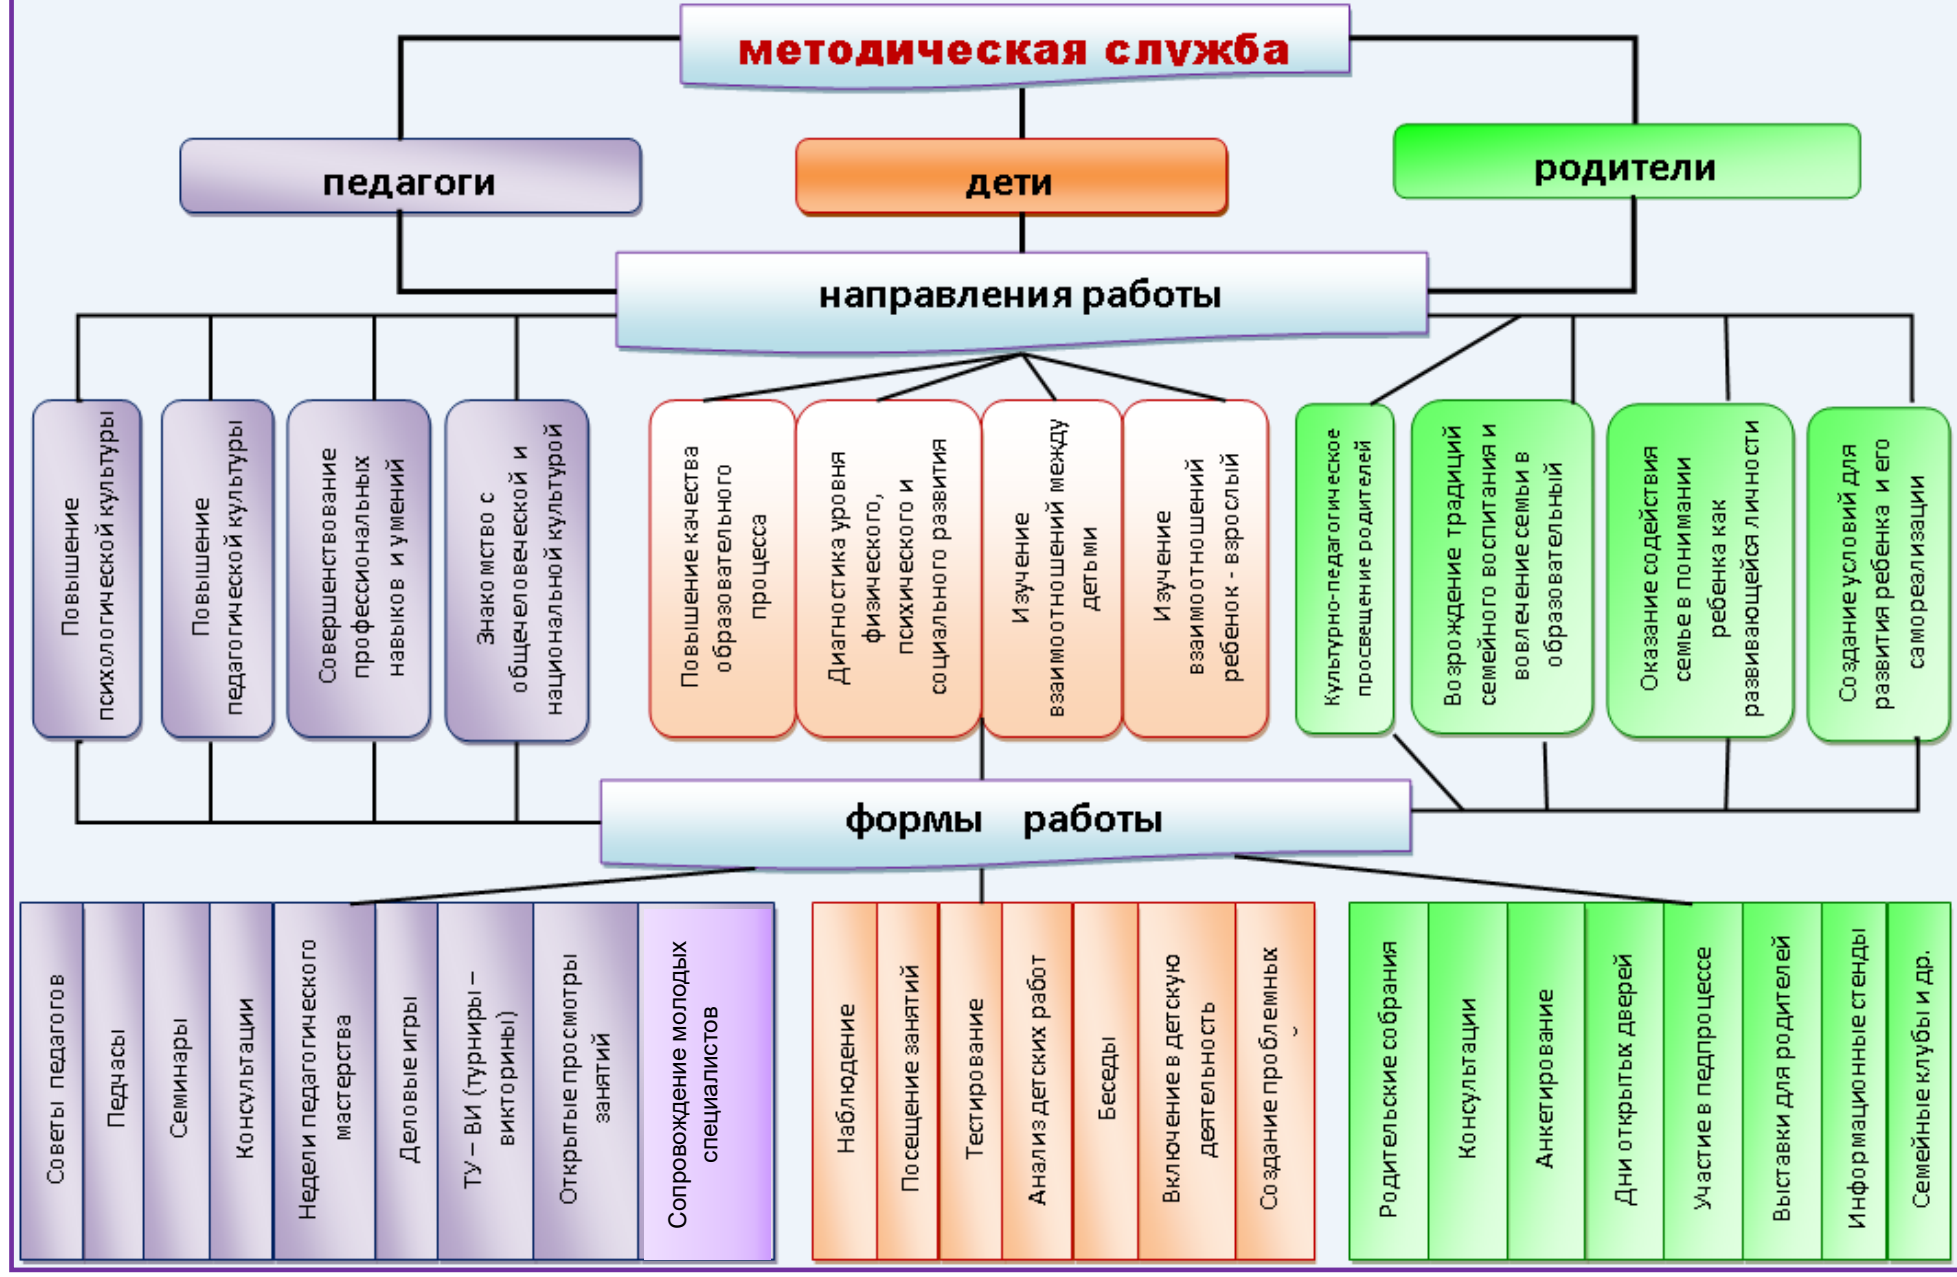 методическая служба
педагоги
дети
родители
направления работы
Повышение
психологической культуры
Повышение
педагогической культуры
Совершенствование
профессиональных
навыков и умений
Знакомство с
общечеловеческой и
национальной культурой
Повышение качества
образовательного
процесса
Диагностика уровня
физического,
психического и
социального развития
Изучение
взаимоотношений между
детьми
Изучение
взаимоотношений
ребенок - взрослый
Культурно-педагогическое
просвещение родителей
Возрождение традиций
семейного воспитания и
вовлечение семьи в
образовательный
Оказание содействия
семье в понимании
ребенка как
развивающейся личности
Создание условий для
развития ребенка и его
самореализации
формы работы
Советы педагогов
Педчасы
Семинары
Консультации
Недели педагогического
мастерства
Деловые игры
ТУ – ВИ (турниры –
викторины)
Открытые просмотры
занятий
Сопровождение молодых
специалистов
Наблюдение
Посещение занятий
Тестирование
Анализ детских работ
Беседы
Включение в детскую
деятельность
Создание проблемных
Родительские собрания
Консультации
Анкетирование
Дни открытых дверей
Участие в педпроцессе
Выставки для родителей
Информационные стенды
Семейные клубы и др.